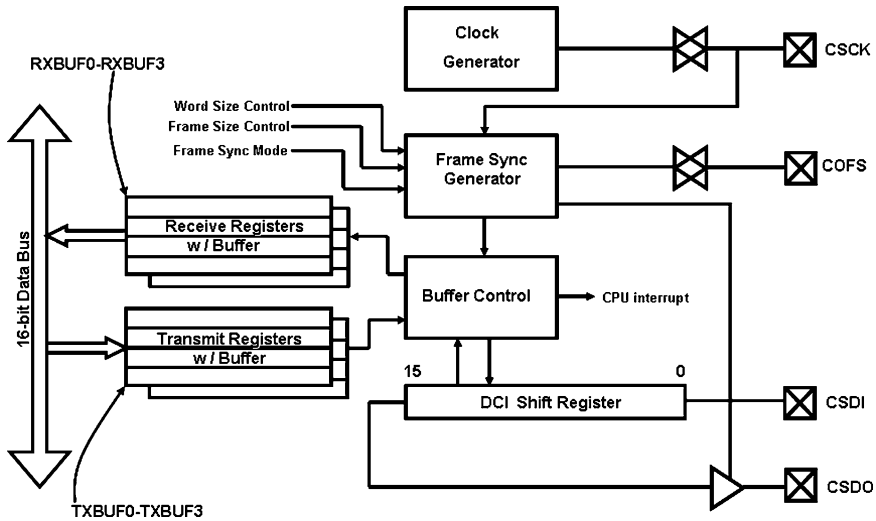 Clock
Generator
CSCK
RXBUF0-RXBUF3
Word Size Control
Frame Size Control
Frame Sync Mode
Frame Sync
Generator
COFS
Receive Registers
w / Buffer
16-bit Data Bus
Buffer Control
CPU interrupt
Transmit Registers
w / Buffer
15
0
DCI Shift Register
CSDI
CSDO
TXBUF0-TXBUF3